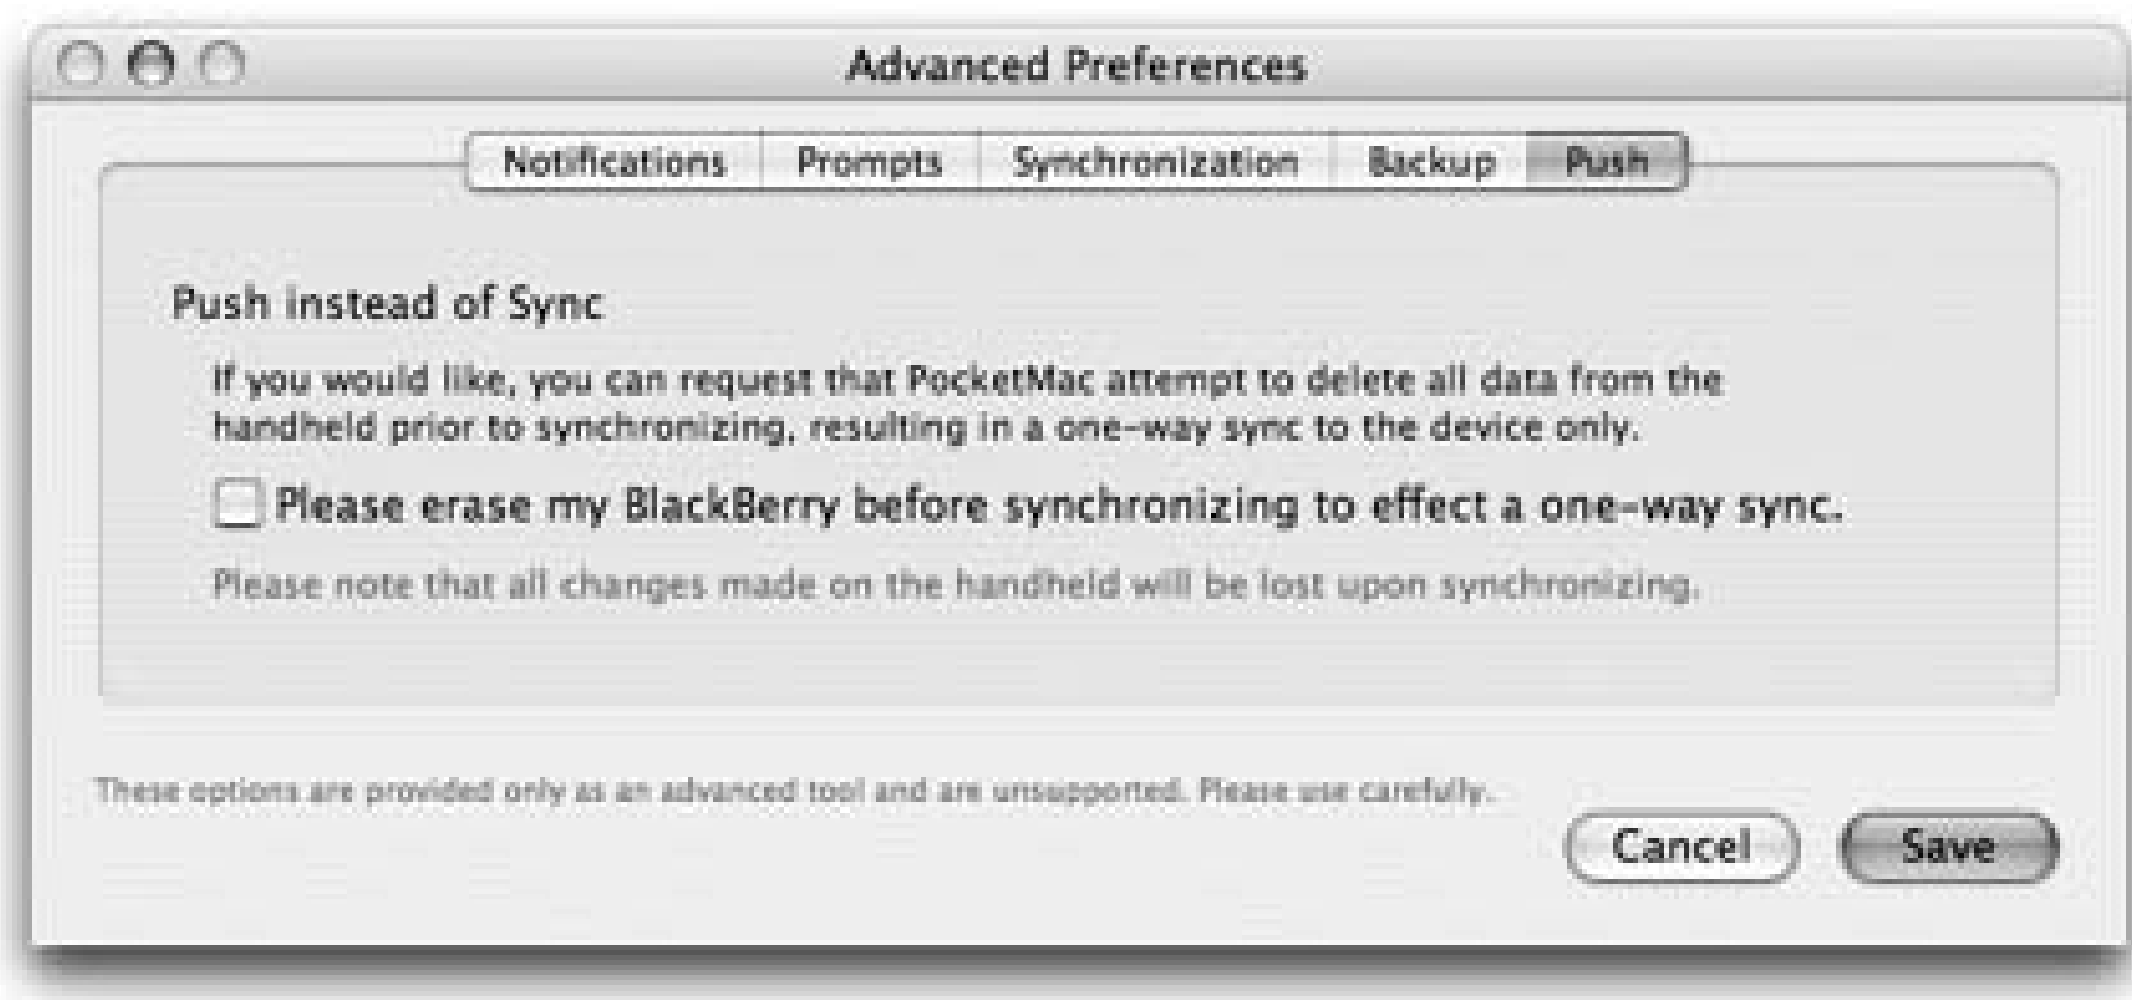 Advanced Preferences
Notifications Prompts Synchronization Backup Push
Push instead of Sync
If you would like, you can request that PocketMac attempt to delete all data from the
handheld prior to synchronizing, resulting in a one-way sync to the device only.
Please erase my BlackBerry before synchronizing to effect a one-way sync.
Please note that all changes made on the handheld will be lost upon synchronizing.
These options are provided only as an advanced tool and are unsupported. Please use carefully.
Cancel Save